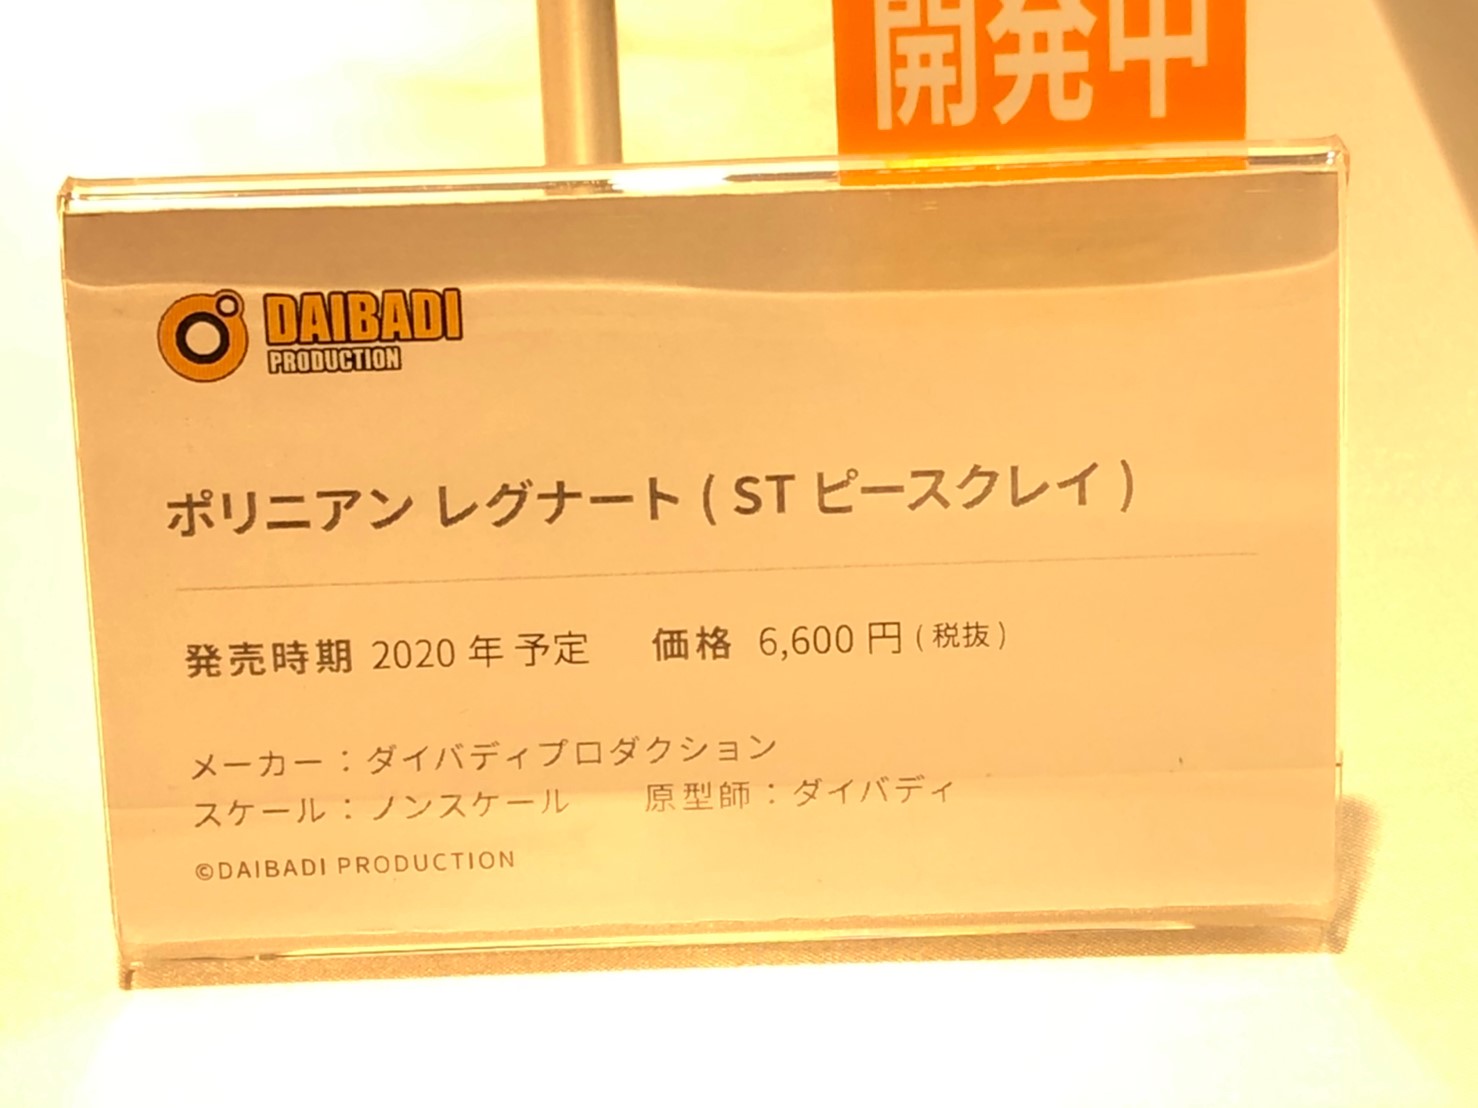 開発中
DAIBADI
PRODUCTION
ポリニアン レグナート ( ST ピースクレイ )
発売時期 2020 年 予定 価格 6,600 円 ( 税抜 )
メーカー：ダイバディプロダクション
スケール：ノンスケール 原型師：ダイバディ
©DAIBADI PRODUCTION